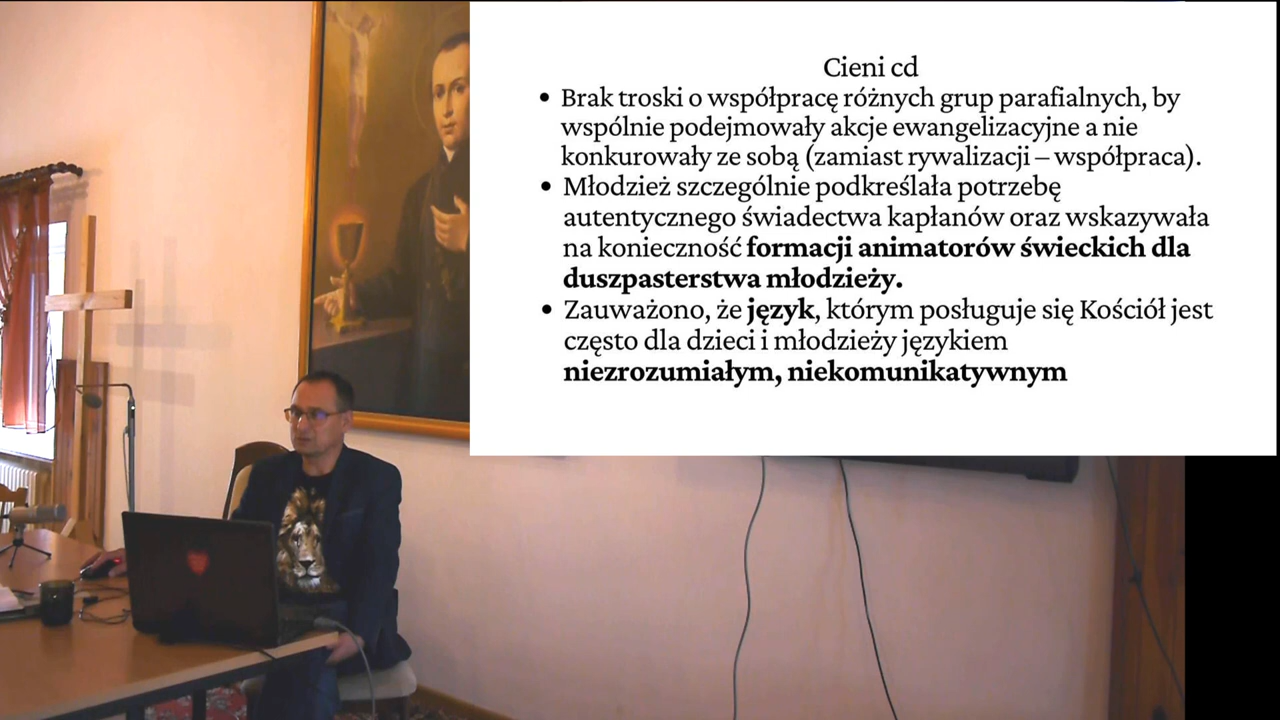 Cieni cd
• Brak troski o współpracę różnych grup parafialnych, by
wspólnie podejmowały akcje ewangelizacyjne a nie
konkurowały ze sobą (zamiast rywalizacji – współpraca).
• Młodzież szczególnie podkreślała potrzebę
autentycznego świadectwa kapłanów oraz wskazywała
na konieczność formacji animatorów świeckich dla
duszpasterstwa młodzieży.
• Zauważono, że język, którym posługuje się Kościół jest
często dla dzieci i młodzieży językiem
niezrozumiałym, niekomunikatywnym